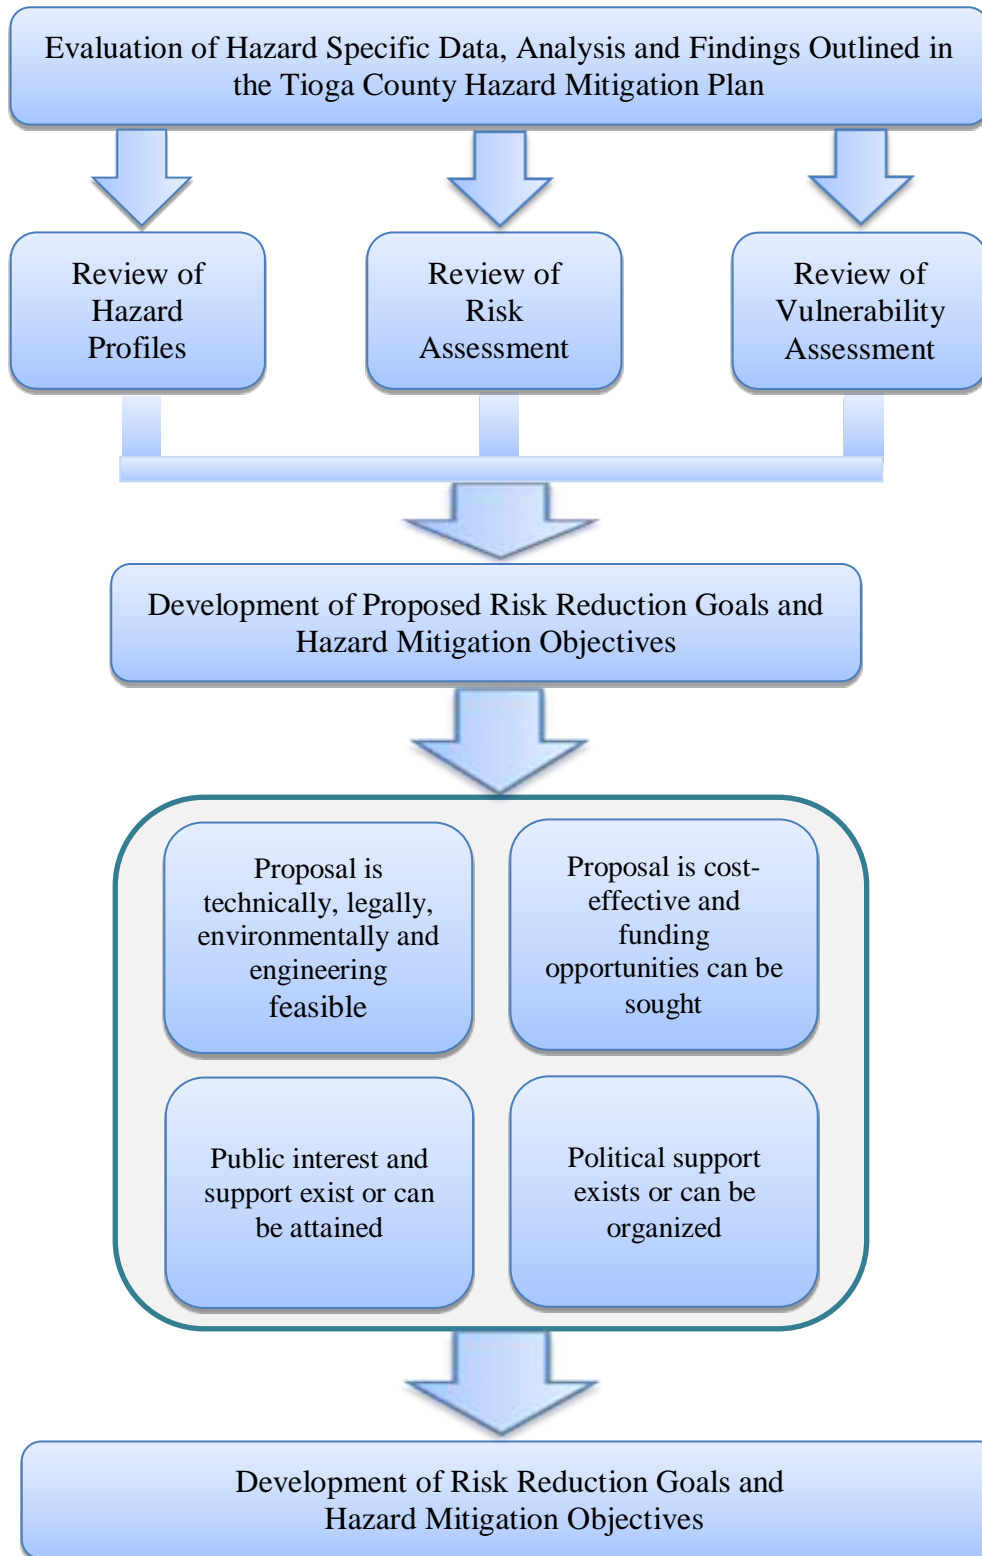 Evaluation of Hazard Specific Data, Analysis and Findings Outlined in
the Tioga County Hazard Mitigation Plan
Review of
Hazard
Profiles
Review of
Risk
Assessment
Review of
Vulnerability
Assessment
Development of Proposed Risk Reduction Goals and
Hazard Mitigation Objectives
Proposal is
technically, legally,
environmentally and
engineering
feasible
Proposal is cost-
effective and
funding
opportunities can be
sought
Public interest and
support exist or can
be attained
Political support
exists or can be
organized
Development of Risk Reduction Goals and
Hazard Mitigation Objectives